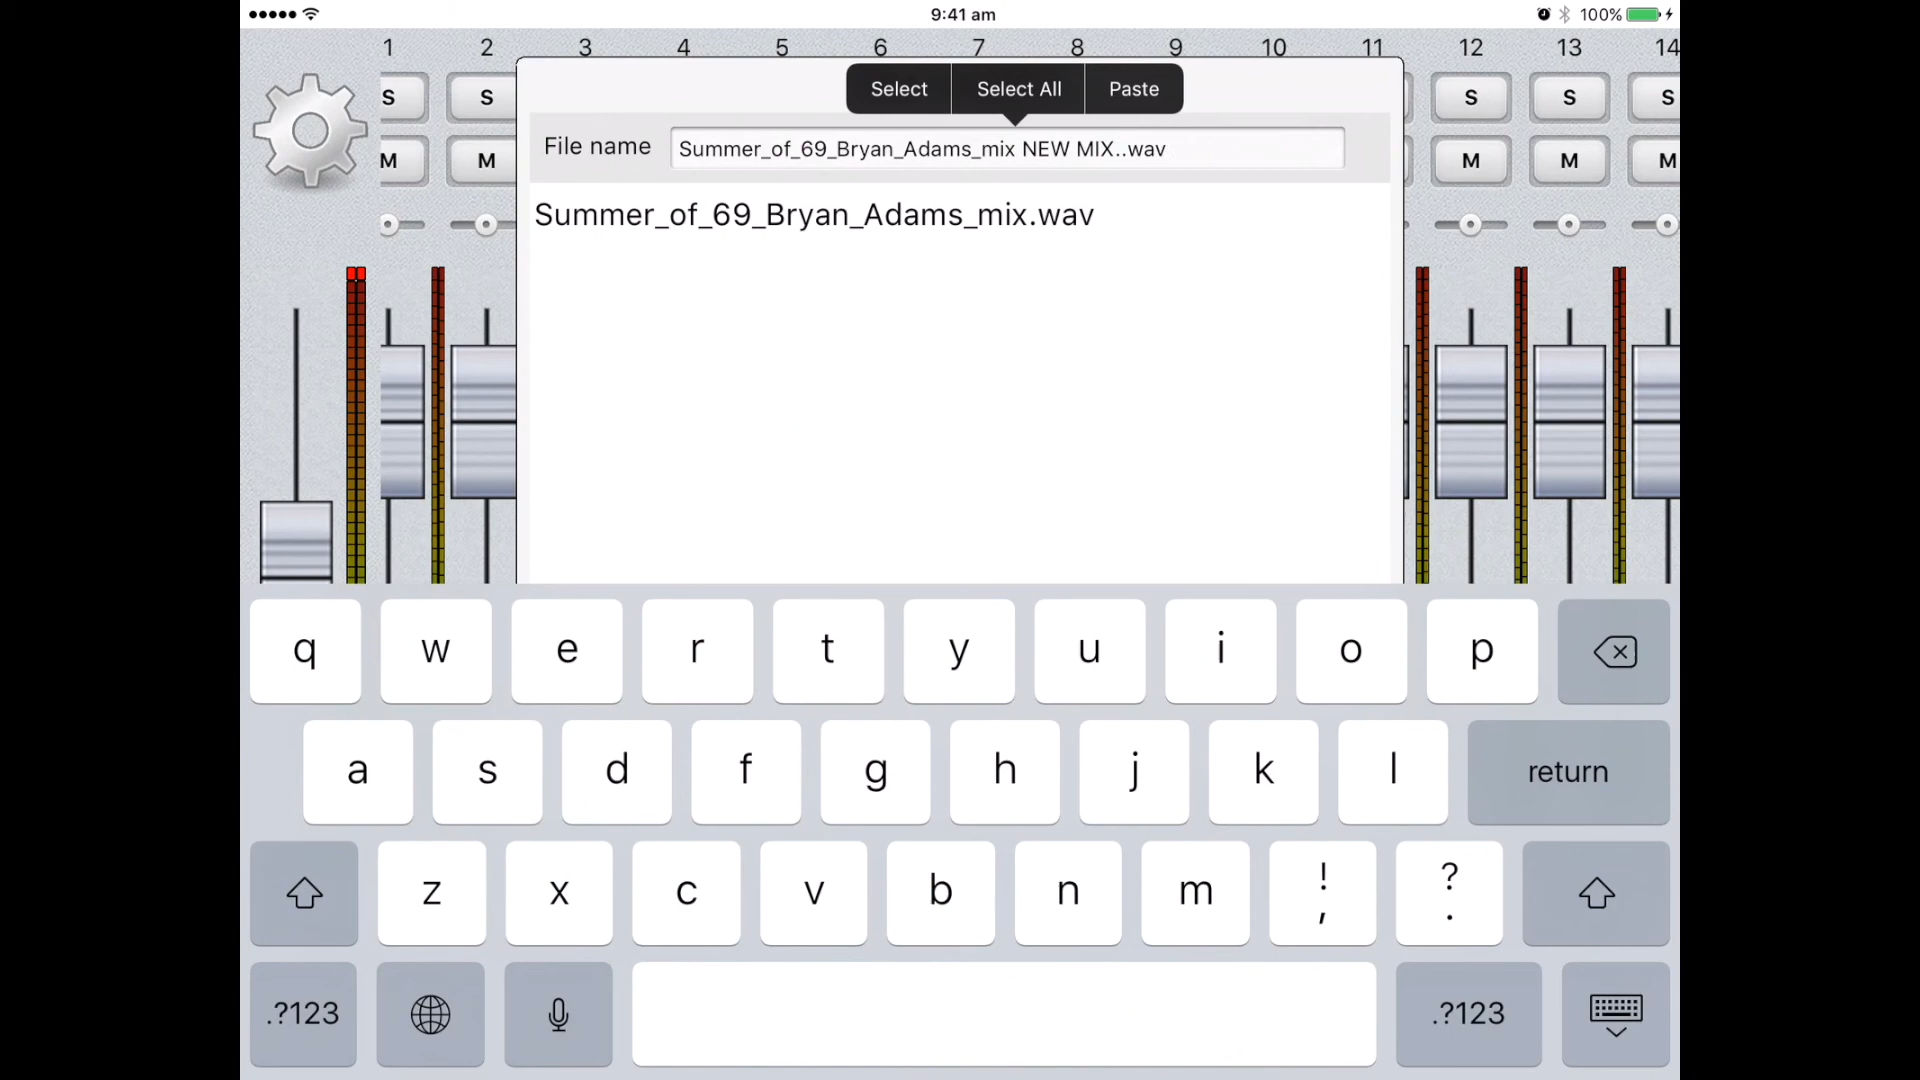 9:41 am
100%
1 2 3 4 5 6 7 8 9 10 11 12 13 14
Select Select All Paste
S S S S S
File name Summer_of_69_Bryan_Adams_mix NEW MIX..wav
M M M M M
Summer_of_69_Bryan_Adams_mix.wav
q w e r t y u i o p
a s d f g h j k l return
z x c v b n m ! , ? .
.?123 .?123